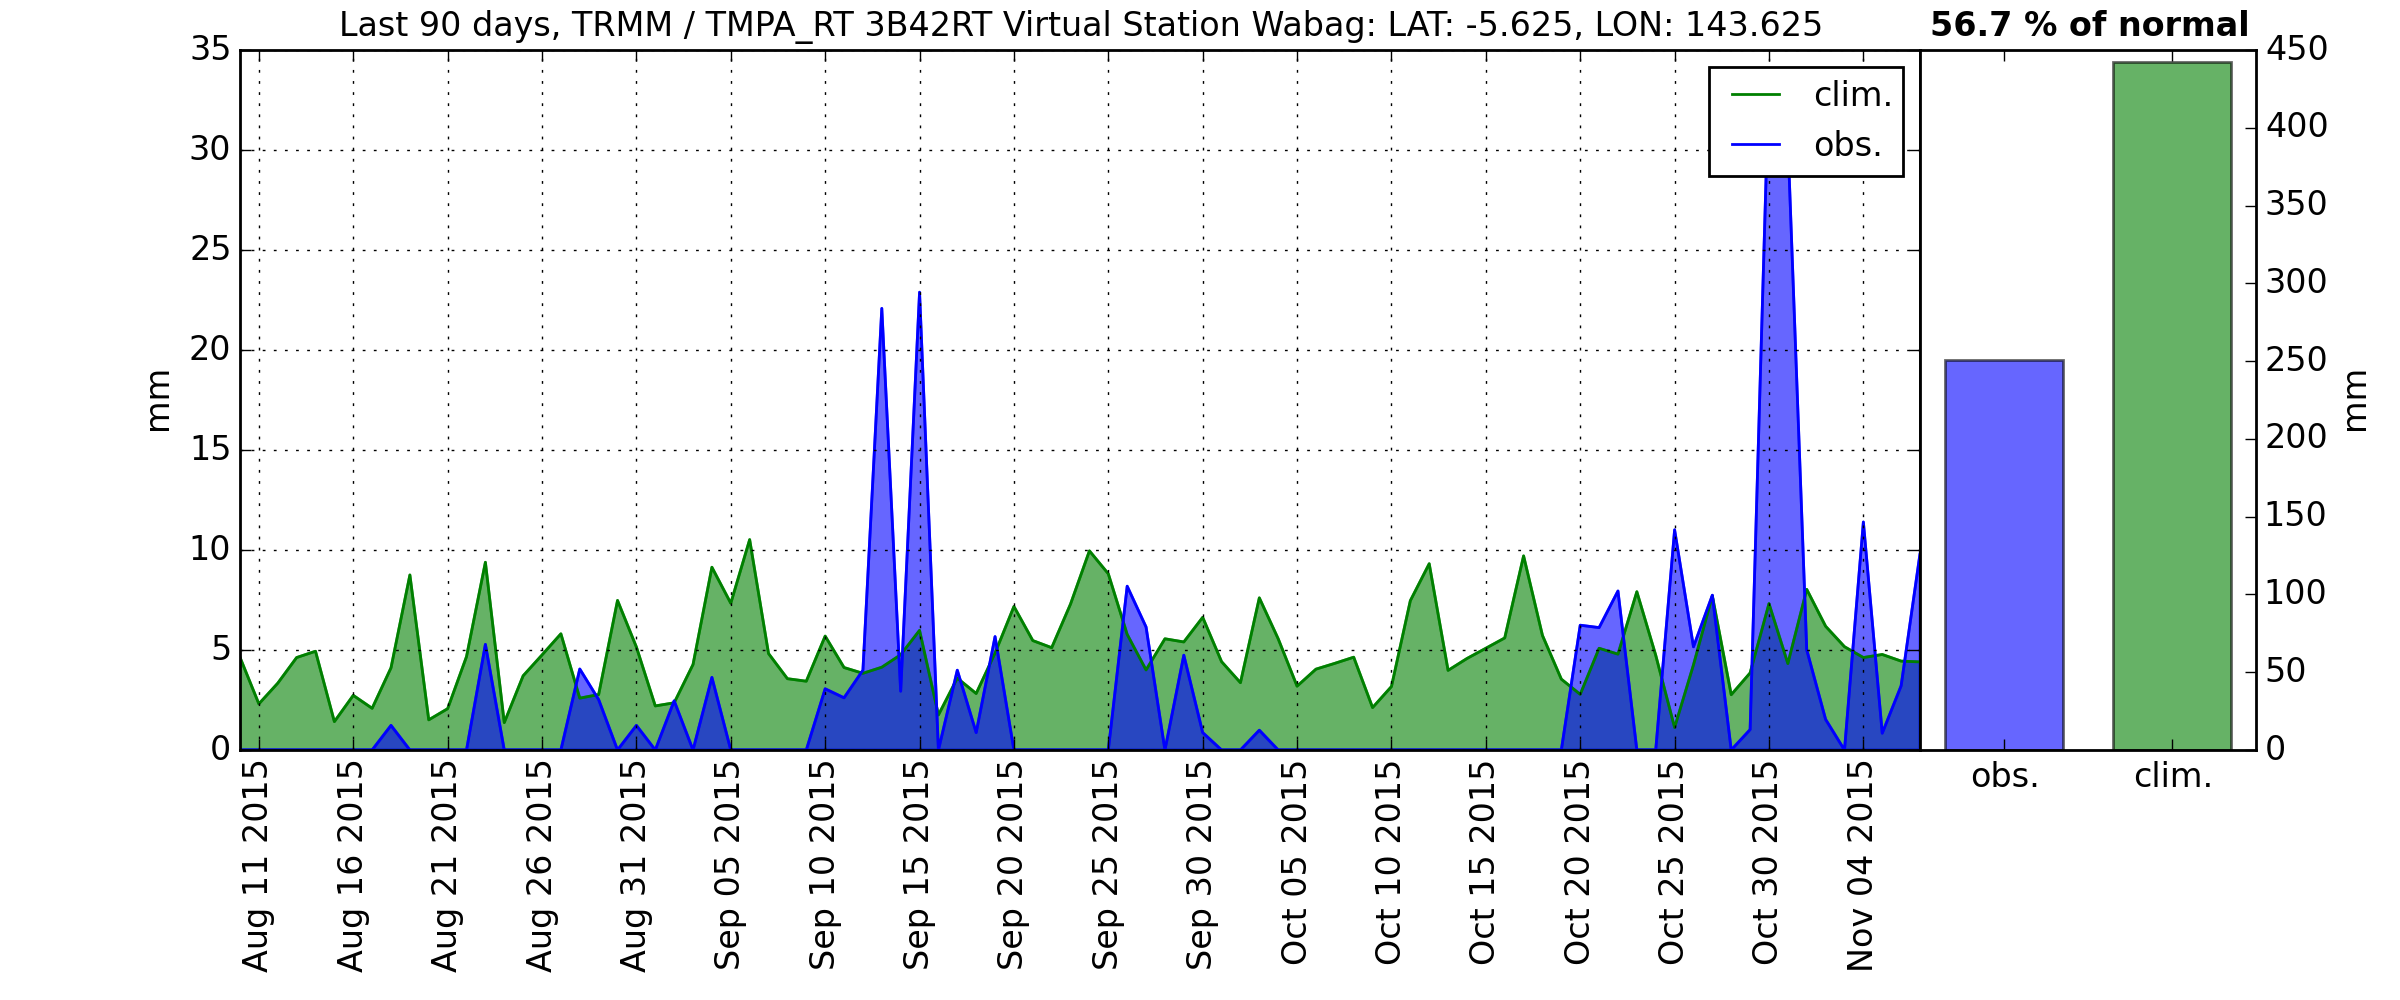 Last 90 days, TRMM / TMPA_RT 3B42RT Virtual Station Wabag: LAT: -5.625, LON: 143.625
56.7 % of normal
35
30
25
20
15
10
5
0
mm
clim.
obs.
450
400
350
300
250
200
150
100
50
0
mm
Aug 11 2015
Aug 16 2015
Aug 21 2015
Aug 26 2015
Aug 31 2015
Sep 05 2015
Sep 10 2015
Sep 15 2015
Sep 20 2015
Sep 25 2015
Sep 30 2015
Oct 05 2015
Oct 10 2015
Oct 15 2015
Oct 20 2015
Oct 25 2015
Oct 30 2015
Nov 04 2015
obs.
clim.